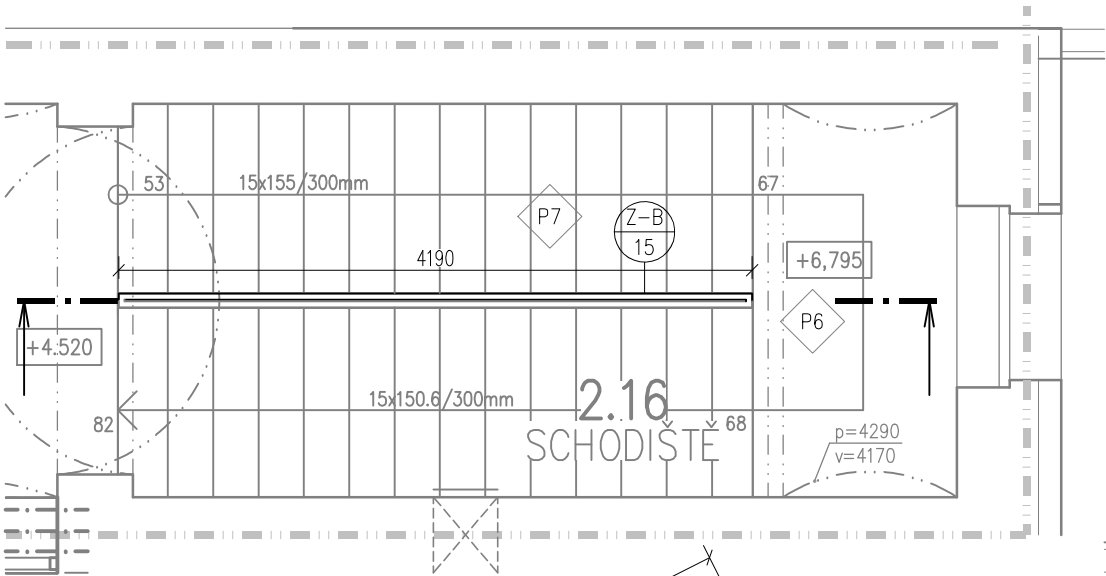 53
15x155/300mm
67
P7
Z-B
15
4190
+6,795
P6
+4.520
15x150.6/300mm
2.16
82
68
SCHODIŠTĚ
p=4290
v=4170